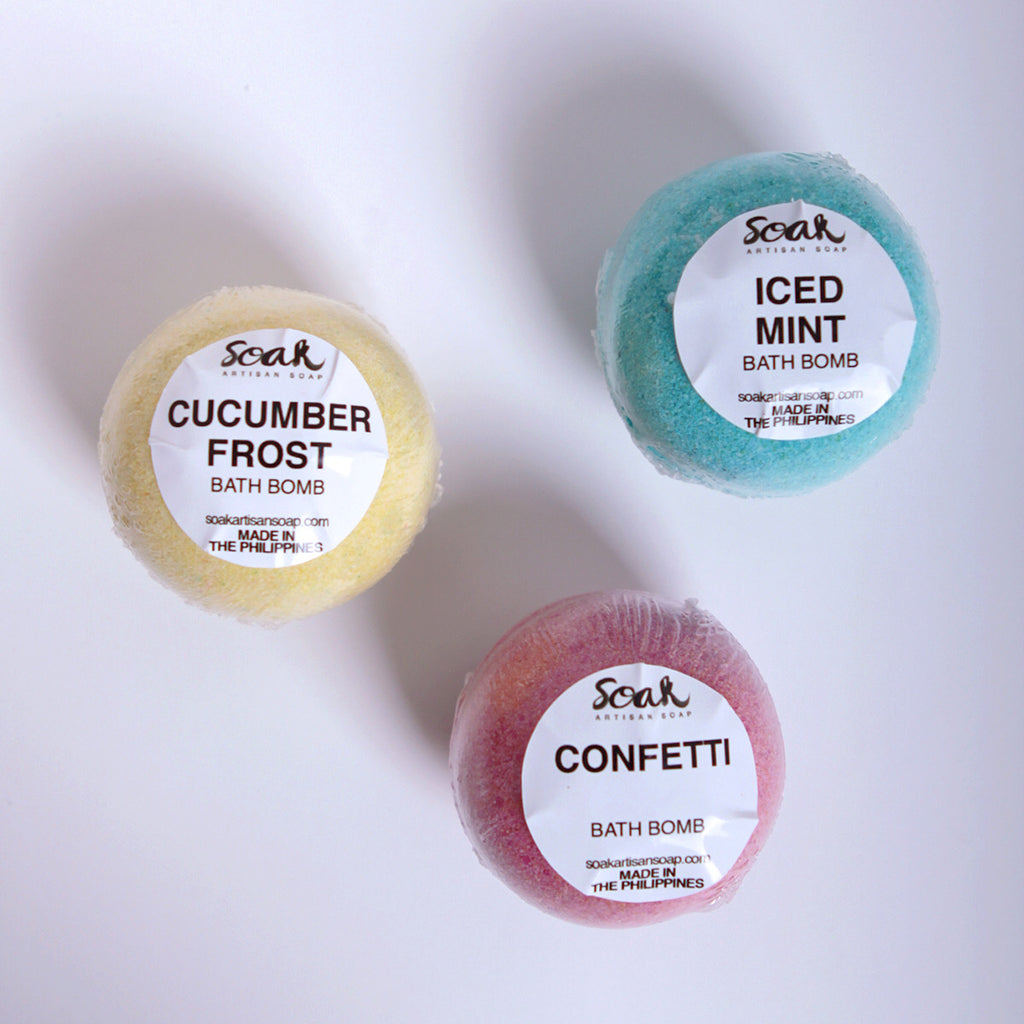 Soak
ARTISAN SOAP
CUCUMBER
FROST
BATH BOMB
soakartisansoap.com
MADE IN
THE PHILIPPINES
Soak
ARTISAN SOAP
ICED
MINT
BATH BOMB
soakartisansoap.com
MADE IN
THE PHILIPPINES
Soak
ARTISAN SOAP
CONFETTI
BATH BOMB
soakartisansoap.com
MADE IN
THE PHILIPPINES